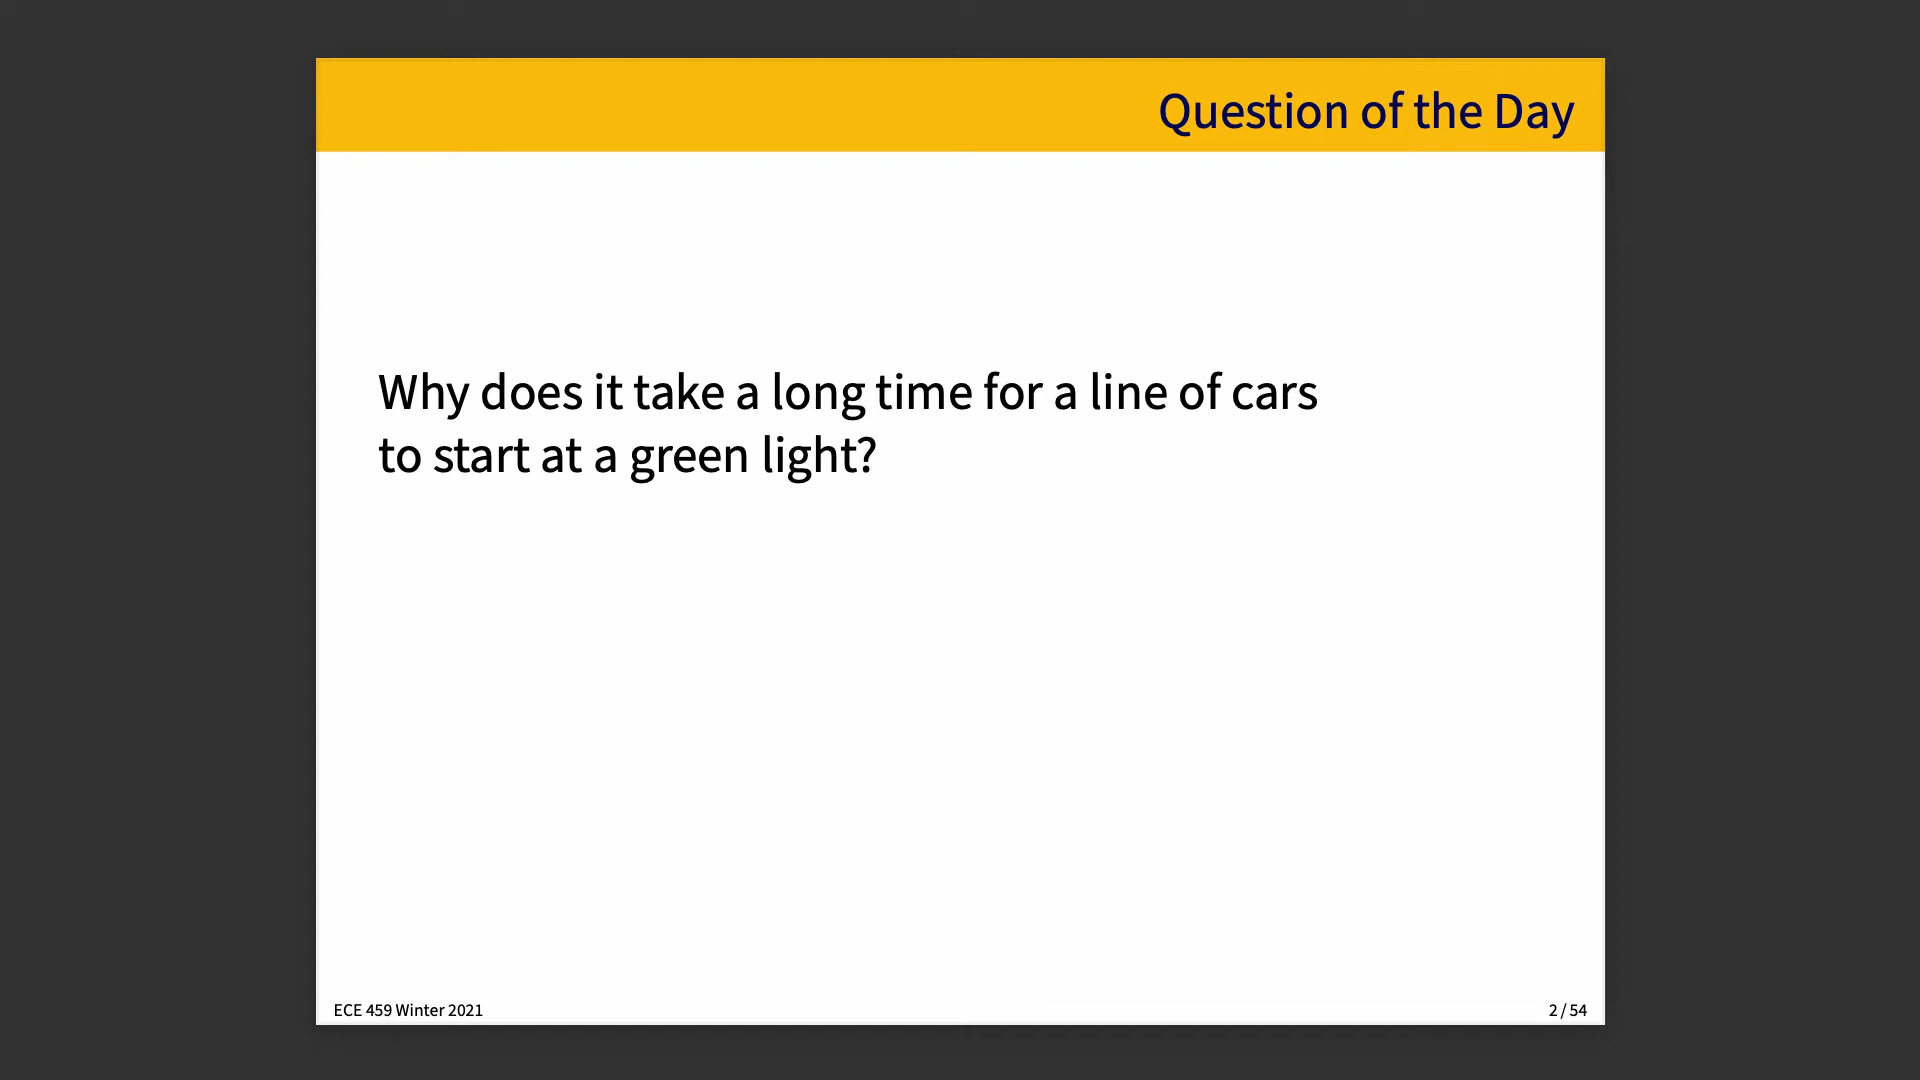 Question of the Day
Why does it take a long time for a line of cars
to start at a green light?
ECE 459 Winter 2021
2 / 54